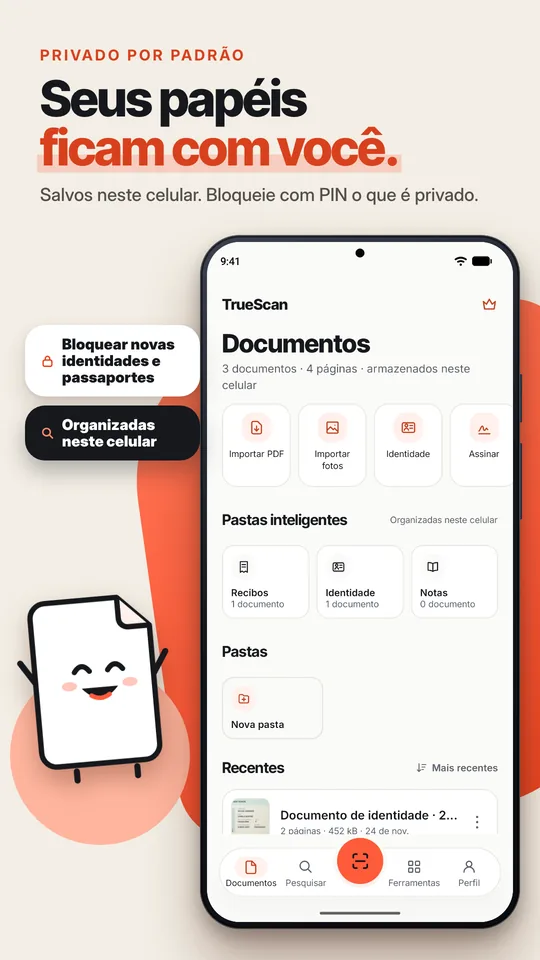 PRIVADO POR PADRÃO
Seus papéis
ficam com você.
Salvos neste celular. Bloqueie com PIN o que é privado.
9:41
TrueScan
Documentos
3 documentos · 4 páginas · armazenados neste
celular
Bloquear novas
identidades e
passaportes
Organizadas
neste celular
Importar PDF
Importar
fotos
Identidade
Assinar
Pastas inteligentes
Organizadas neste celular
Recibos
1 documento
Identidade
1 documento
Notas
0 documento
Pastas
Nova pasta
Recentes
Mais recentes
Documento de identidade · 2...
2 páginas · 452 kB · 24 de nov.
Documentos
Pesquisar
Ferramentas
Perfil